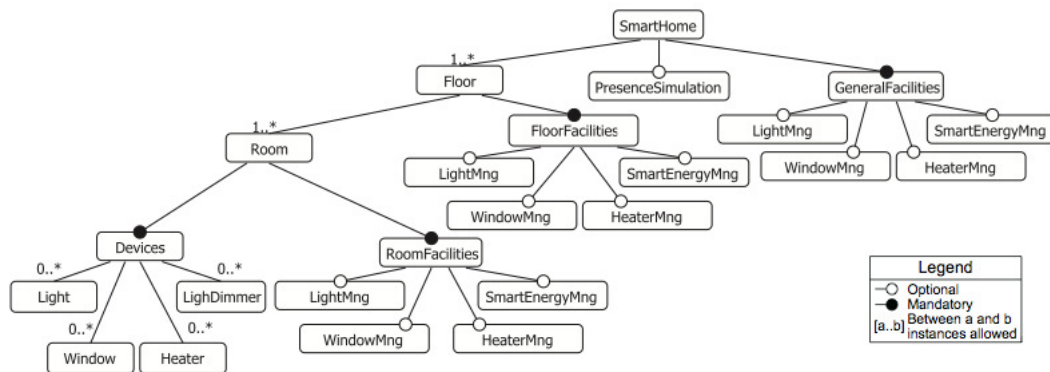 SmartHome
1..*
Floor
PresenceSimulation
GeneralFacilities
1..*
Room
FloorFacilities
LightMng
SmartEnergyMng
LightMng
SmartEnergyMng
WindowMng
HeaterMng
WindowMng
HeaterMng
Devices
RoomFacilities
0..*
0..*
Light
LighDimmer
LightMng
SmartEnergyMng
0..*
0..*
WindowMng
HeaterMng
Window
Heater
Legend
Optional
Mandatory
[a..b] Between a and b
instances allowed